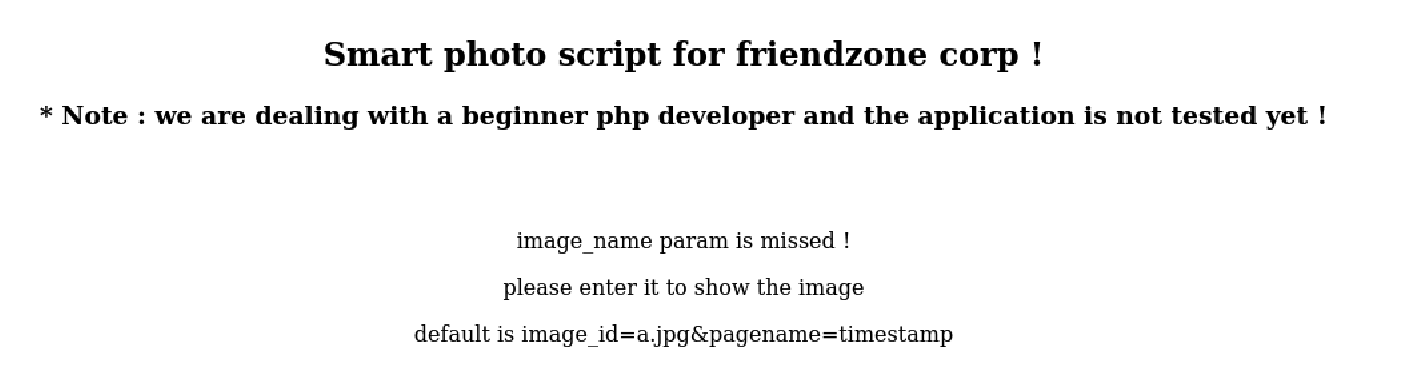 Smart photo script for friendzone corp !
* Note : we are dealing with a beginner php developer and the application is not tested yet !
image_name param is missed !
please enter it to show the image
default is image_id=a.jpg&pagename=timestamp